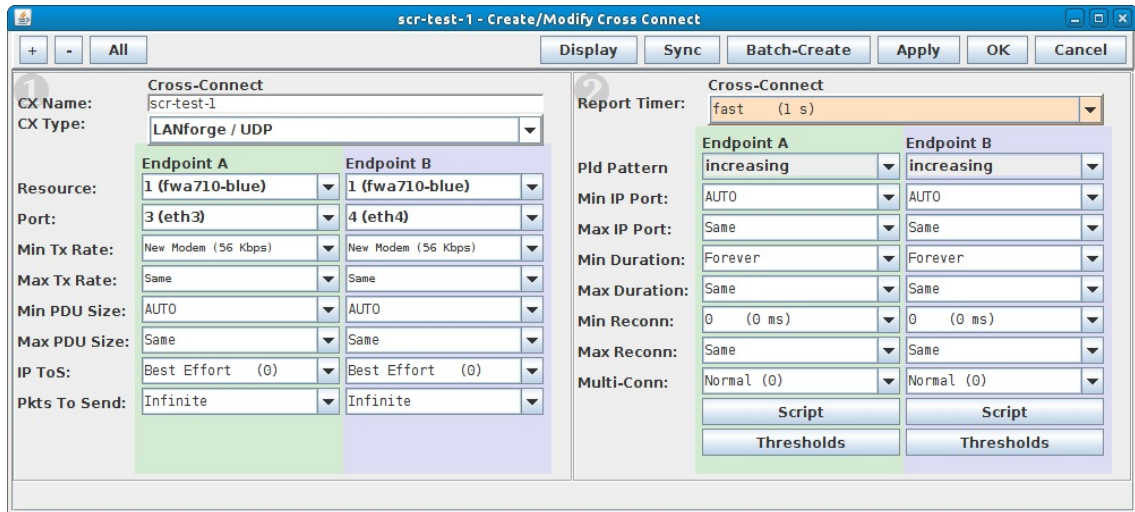 scr-test-1 - Create/Modify Cross Connect
+ - All Display Sync Batch-Create Apply OK Cancel
1
Cross-Connect
CX Name: scr-test-1
CX Type: LANforge / UDP
Endpoint A Endpoint B
Resource: 1 (fwa710-blue) 1 (fwa710-blue)
Port: 3 (eth3) 4 (eth4)
Min Tx Rate: New Modem (56 Kbps) New Modem (56 Kbps)
Max Tx Rate: Same Same
Min PDU Size: AUTO AUTO
Max PDU Size: Same Same
IP ToS: Best Effort (0) Best Effort (0)
Pkts To Send: Infinite Infinite
2
Cross-Connect
Report Timer: fast (1 s)
Endpoint A Endpoint B
Pld Pattern increasing increasing
Min IP Port: AUTO AUTO
Max IP Port: Same Same
Min Duration: Forever Forever
Max Duration: Same Same
Min Reconn: 0 (0 ms) 0 (0 ms)
Max Reconn: Same Same
Multi-Conn: Normal (0) Normal (0)
Script Script
Thresholds Thresholds